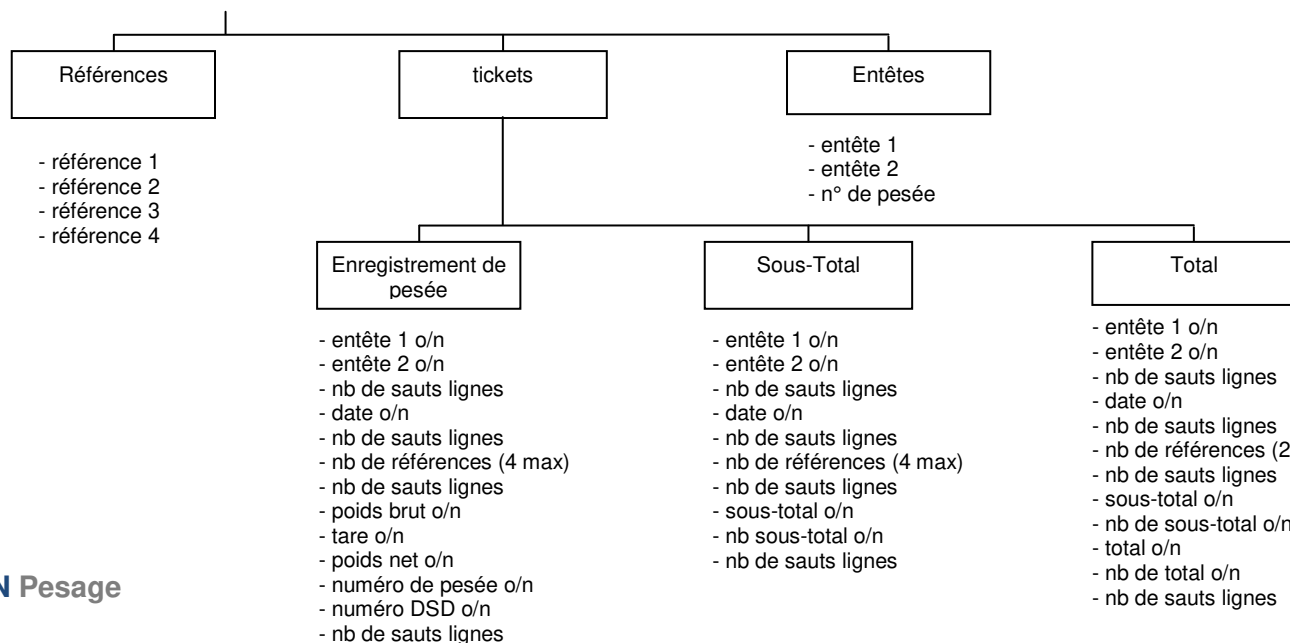 Références
tickets
Entêtes
- référence 1
- référence 2
- référence 3
- référence 4
- entête 1
- entête 2
- n° de pesée
Enregistrement de
pesée
Sous-Total
Total
- entête 1 o/n
- entête 2 o/n
- nb de sauts lignes
- date o/n
- nb de sauts lignes
- nb de références (4 max)
- nb de sauts lignes
- poids brut o/n
- tare o/n
- poids net o/n
- numéro de pesée o/n
- numéro DSD o/n
- nb de sauts lignes
- entête 1 o/n
- entête 2 o/n
- nb de sauts lignes
- date o/n
- nb de sauts lignes
- nb de références (4 max)
- nb de sauts lignes
- sous-total o/n
- nb sous-total o/n
- nb de sauts lignes
- entête 1 o/n
- entête 2 o/n
- nb de sauts lignes
- date o/n
- nb de sauts lignes
- nb de références (2
- nb de sauts lignes
- sous-total o/n
- nb de sous-total o/n
- total o/n
- nb de total o/n
- nb de sauts lignes
N Pesage